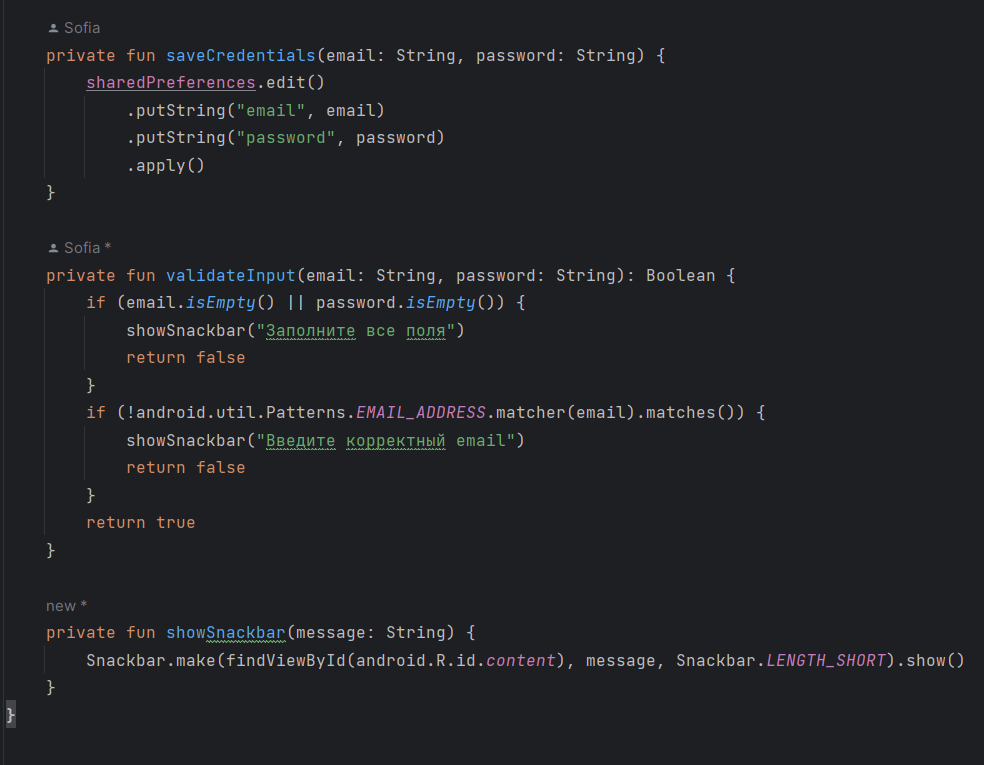 Sofia
private fun saveCredentials(email: String, password: String) {
sharedPreferences.edit()
.putString("email", email)
.putString("password", password)
.apply()
}
Sofia *
private fun validateInput(email: String, password: String): Boolean {
if (email.isEmpty() || password.isEmpty()) {
showSnackbar("Заполните все поля")
return false
}
if (!android.util.Patterns.EMAIL_ADDRESS.matcher(email).matches()) {
showSnackbar("Введите корректный email")
return false
}
return true
}
new *
private fun showSnackbar(message: String) {
Snackbar.make(findViewById(android.R.id.content), message, Snackbar.LENGTH_SHORT).show()
}
}